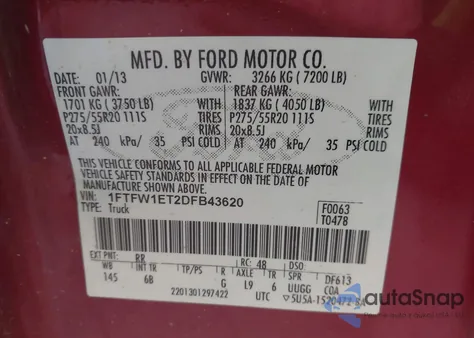 MFD. BY FORD MOTOR CO.
DATE: 01/13 GVWR: 3266 KG ( 7200 LB)
FRONT GAWR: REAR GAWR:
1701 KG ( 3750 LB) WITH 1837 KG ( 4050 LB) WITH
P275/55R20 111S TIRES P275/55R20 111S TIRES
20x8.5J RIMS 20x8.5J RIMS
AT 240 kPa/ 35 PSI COLD AT 240 kPa/ 35 PSI COLD
THIS VEHICLE CONFORMS TO ALL APPLICABLE FEDERAL MOTOR
VEHICLE SAFETY STANDARDS IN EFFECT ON THE DATE OF MANUFACTURE
SHOWN ABOVE.
VIN: 1FTFW1ET2DFB43620 F0063
TYPE: Truck T0478
EXT PNT: RR RC: 48 DSO:
WB INT TR TP/PS R AXLE TR SPR DF613
145 6B G L9 6 UUGG COA
2201301297422 UTC
autoSnap